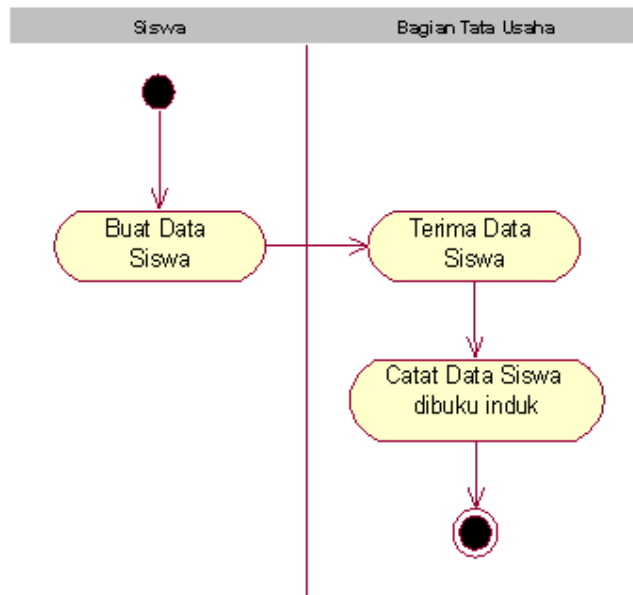 Siswa
Bagian Tata Usaha
Buat Data
Siswa
Terima Data
Siswa
Catat Data Siswa
dibuku induk